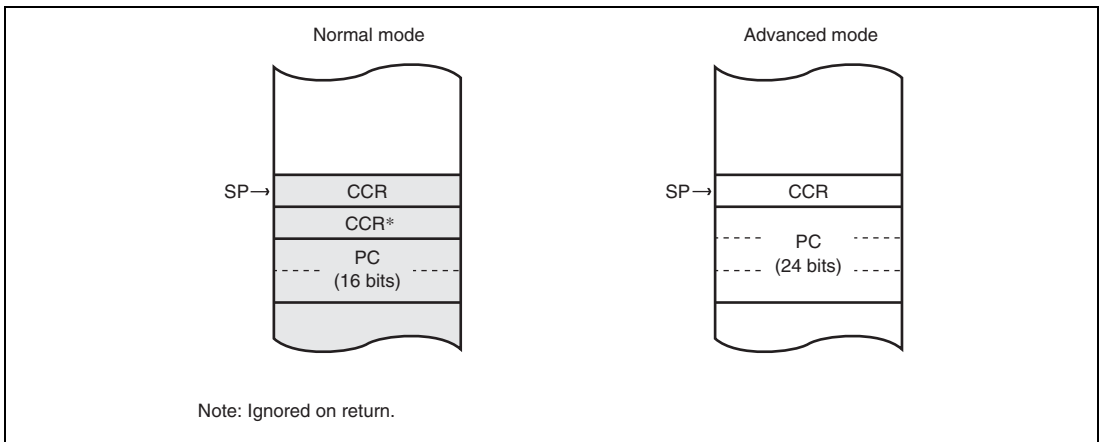 Normal mode
SP→
CCR
CCR*
PC
(16 bits)
Advanced mode
SP→
CCR
PC
(24 bits)
Note: Ignored on return.